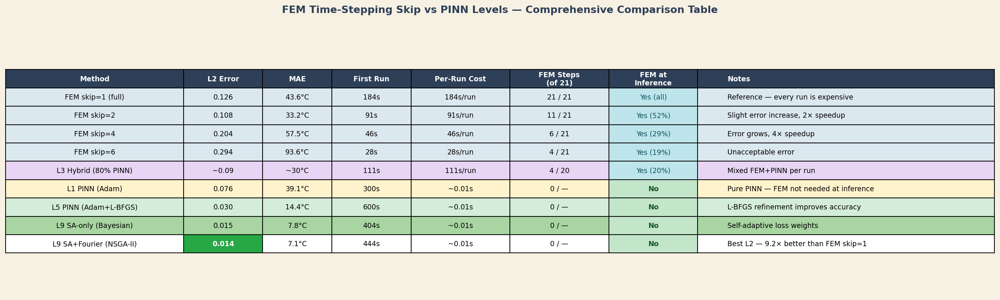 FEM Time-Stepping Skip vs PINN Levels — Comprehensive Comparison Table
Method L2 Error MAE First Run Per-Run Cost FEM Steps (of 21) FEM at Inference Notes
FEM skip=1 (full) 0.126 43.6°C 184s 184s/run 21 / 21 Yes (all) Reference — every run is expensive
FEM skip=2 0.108 33.2°C 91s 91s/run 11 / 21 Yes (52%) Slight error increase, 2× speedup
FEM skip=4 0.204 57.5°C 46s 46s/run 6 / 21 Yes (29%) Error grows, 4× speedup
FEM skip=6 0.294 93.6°C 28s 28s/run 4 / 21 Yes (19%) Unacceptable error
L3 Hybrid (80% PINN) ~0.09 ~30°C 111s 111s/run 4 / 20 Yes (20%) Mixed FEM+PINN per run
L1 PINN (Adam) 0.076 39.1°C 300s ~0.01s 0 / — No Pure PINN — FEM not needed at inference
L5 PINN (Adam+L-BFGS) 0.030 14.4°C 600s ~0.01s 0 / — No L-BFGS refinement improves accuracy
L9 SA-only (Bayesian) 0.015 7.8°C 404s ~0.01s 0 / — No Self-adaptive loss weights
L9 SA+Fourier (NSGA-II) 0.014 7.1°C 444s ~0.01s 0 / — No Best L2 — 9.2× better than FEM skip=1